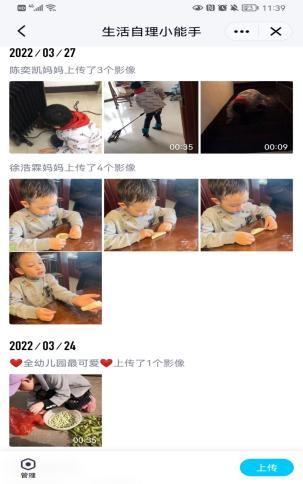 11:39
生活自理小能手
2022/03/27
陈奕凯妈妈上传了3个影像
00:35
00:09
徐浩霖妈妈上传了4个影像
2022/03/24
❤全幼儿园最可爱❤上传了1个影像
00:35
管理
上传